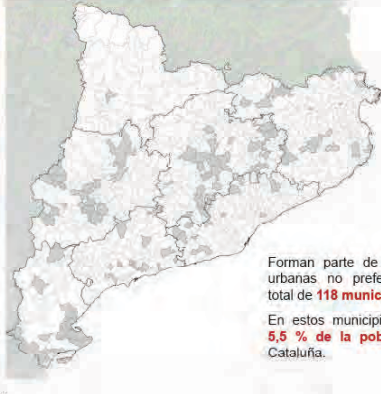 Forman parte de
urbanas no prefe
total de 118 munic
En estos municipi
5,5 % de la pob
Cataluña.